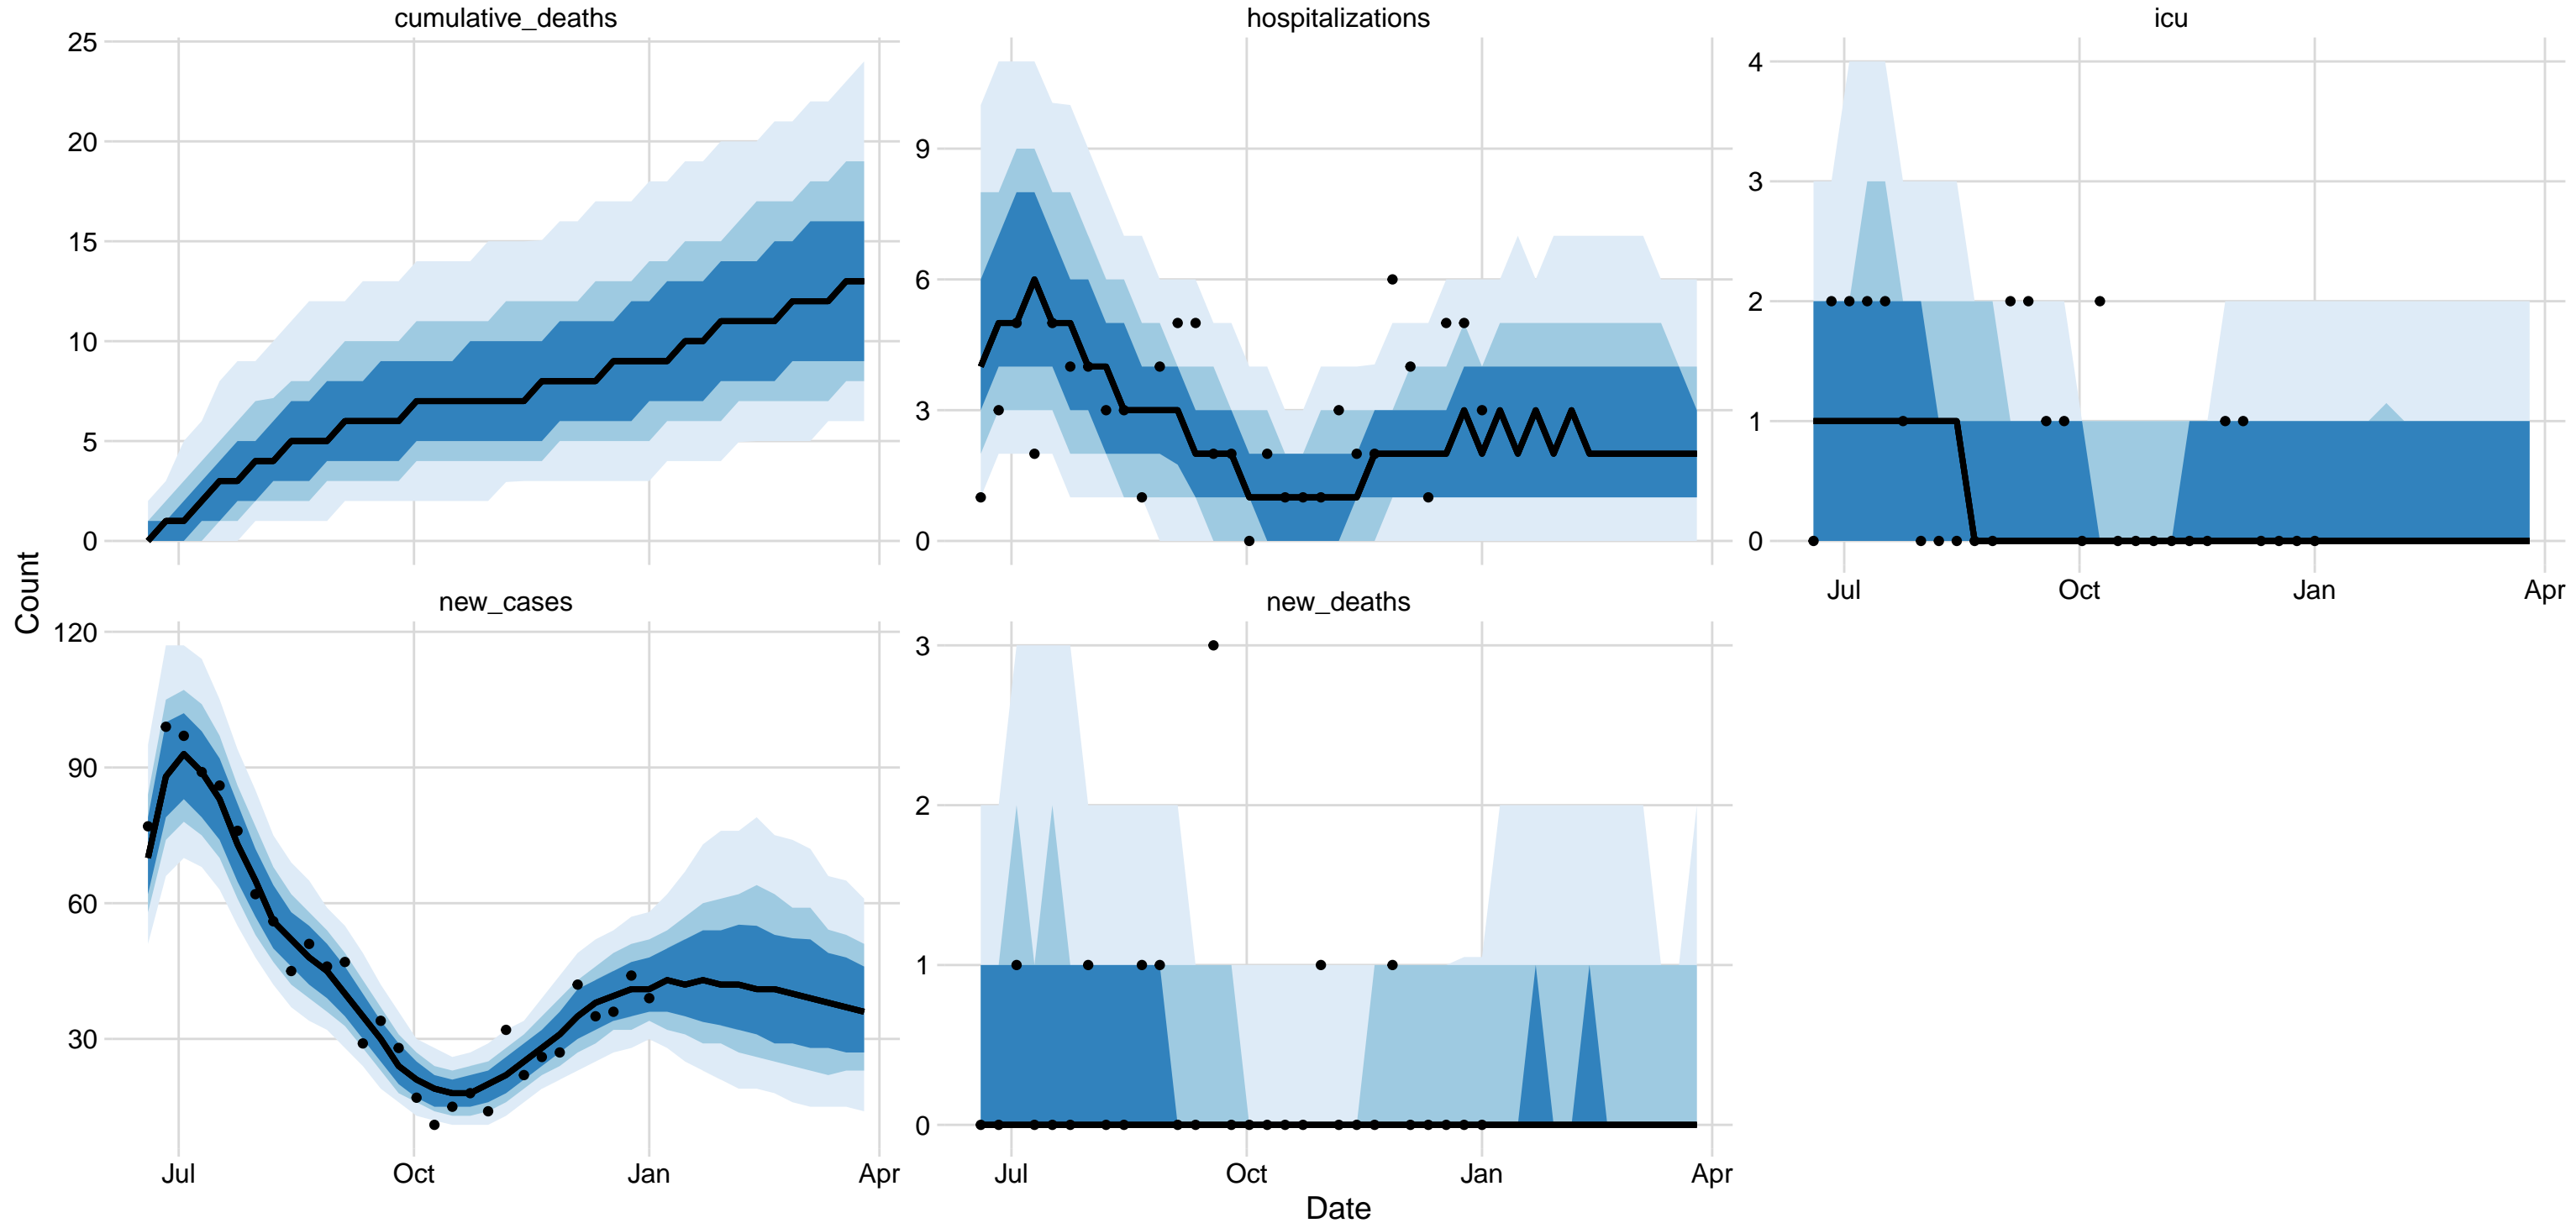 cumulative_deaths
hospitalizations
icu
25
20
15
10
5
0
9
6
3
0
4
3
2
1
0
Jul
Oct
Jan
Apr
Count
new_cases
new_deaths
120
90
60
30
3
2
1
0
Jul
Oct
Jan
Apr
Jul
Oct
Jan
Apr
Date